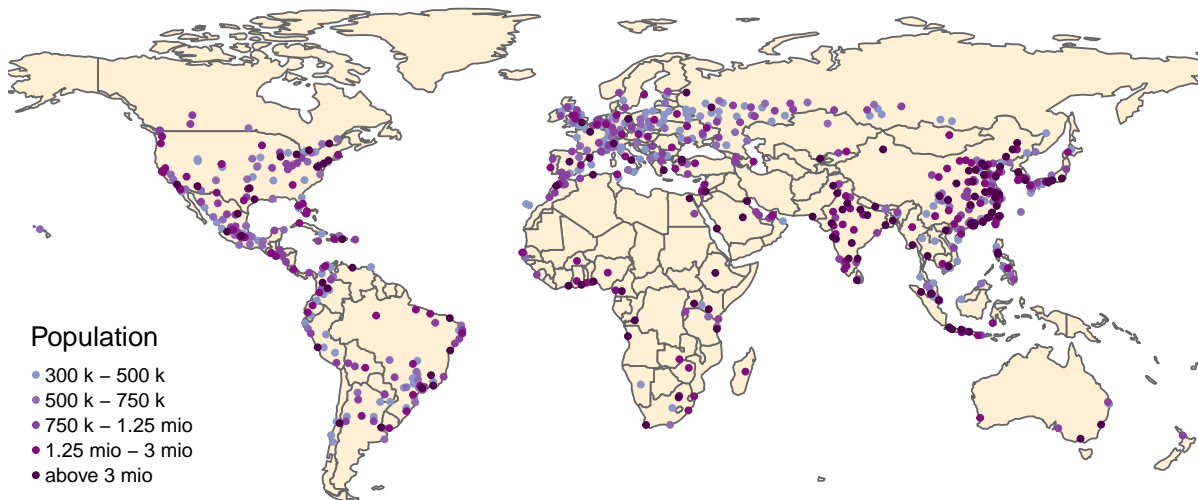 Population
300 k − 500 k
500 k − 750 k
750 k − 1.25 mio
1.25 mio − 3 mio
above 3 mio